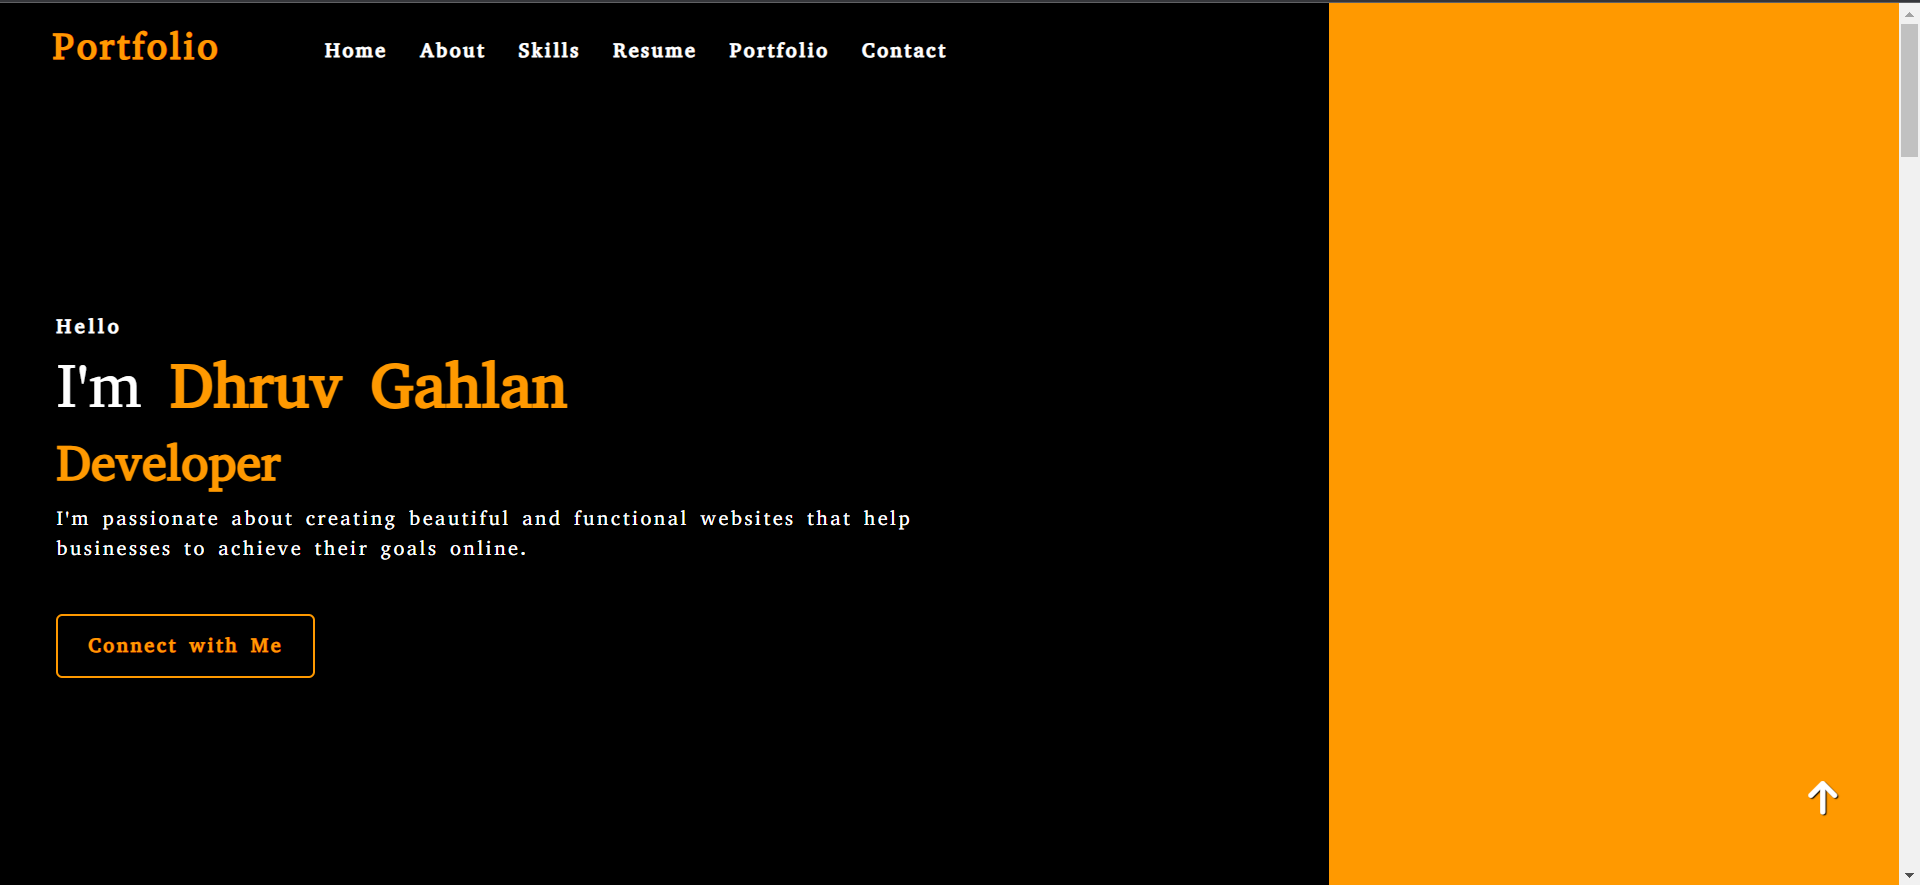 Portfolio
Home About Skills Resume Portfolio Contact
Hello
I'm Dhruv Gahlan
Developer
I'm passionate about creating beautiful and functional websites that help
businesses to achieve their goals online.
Connect with Me